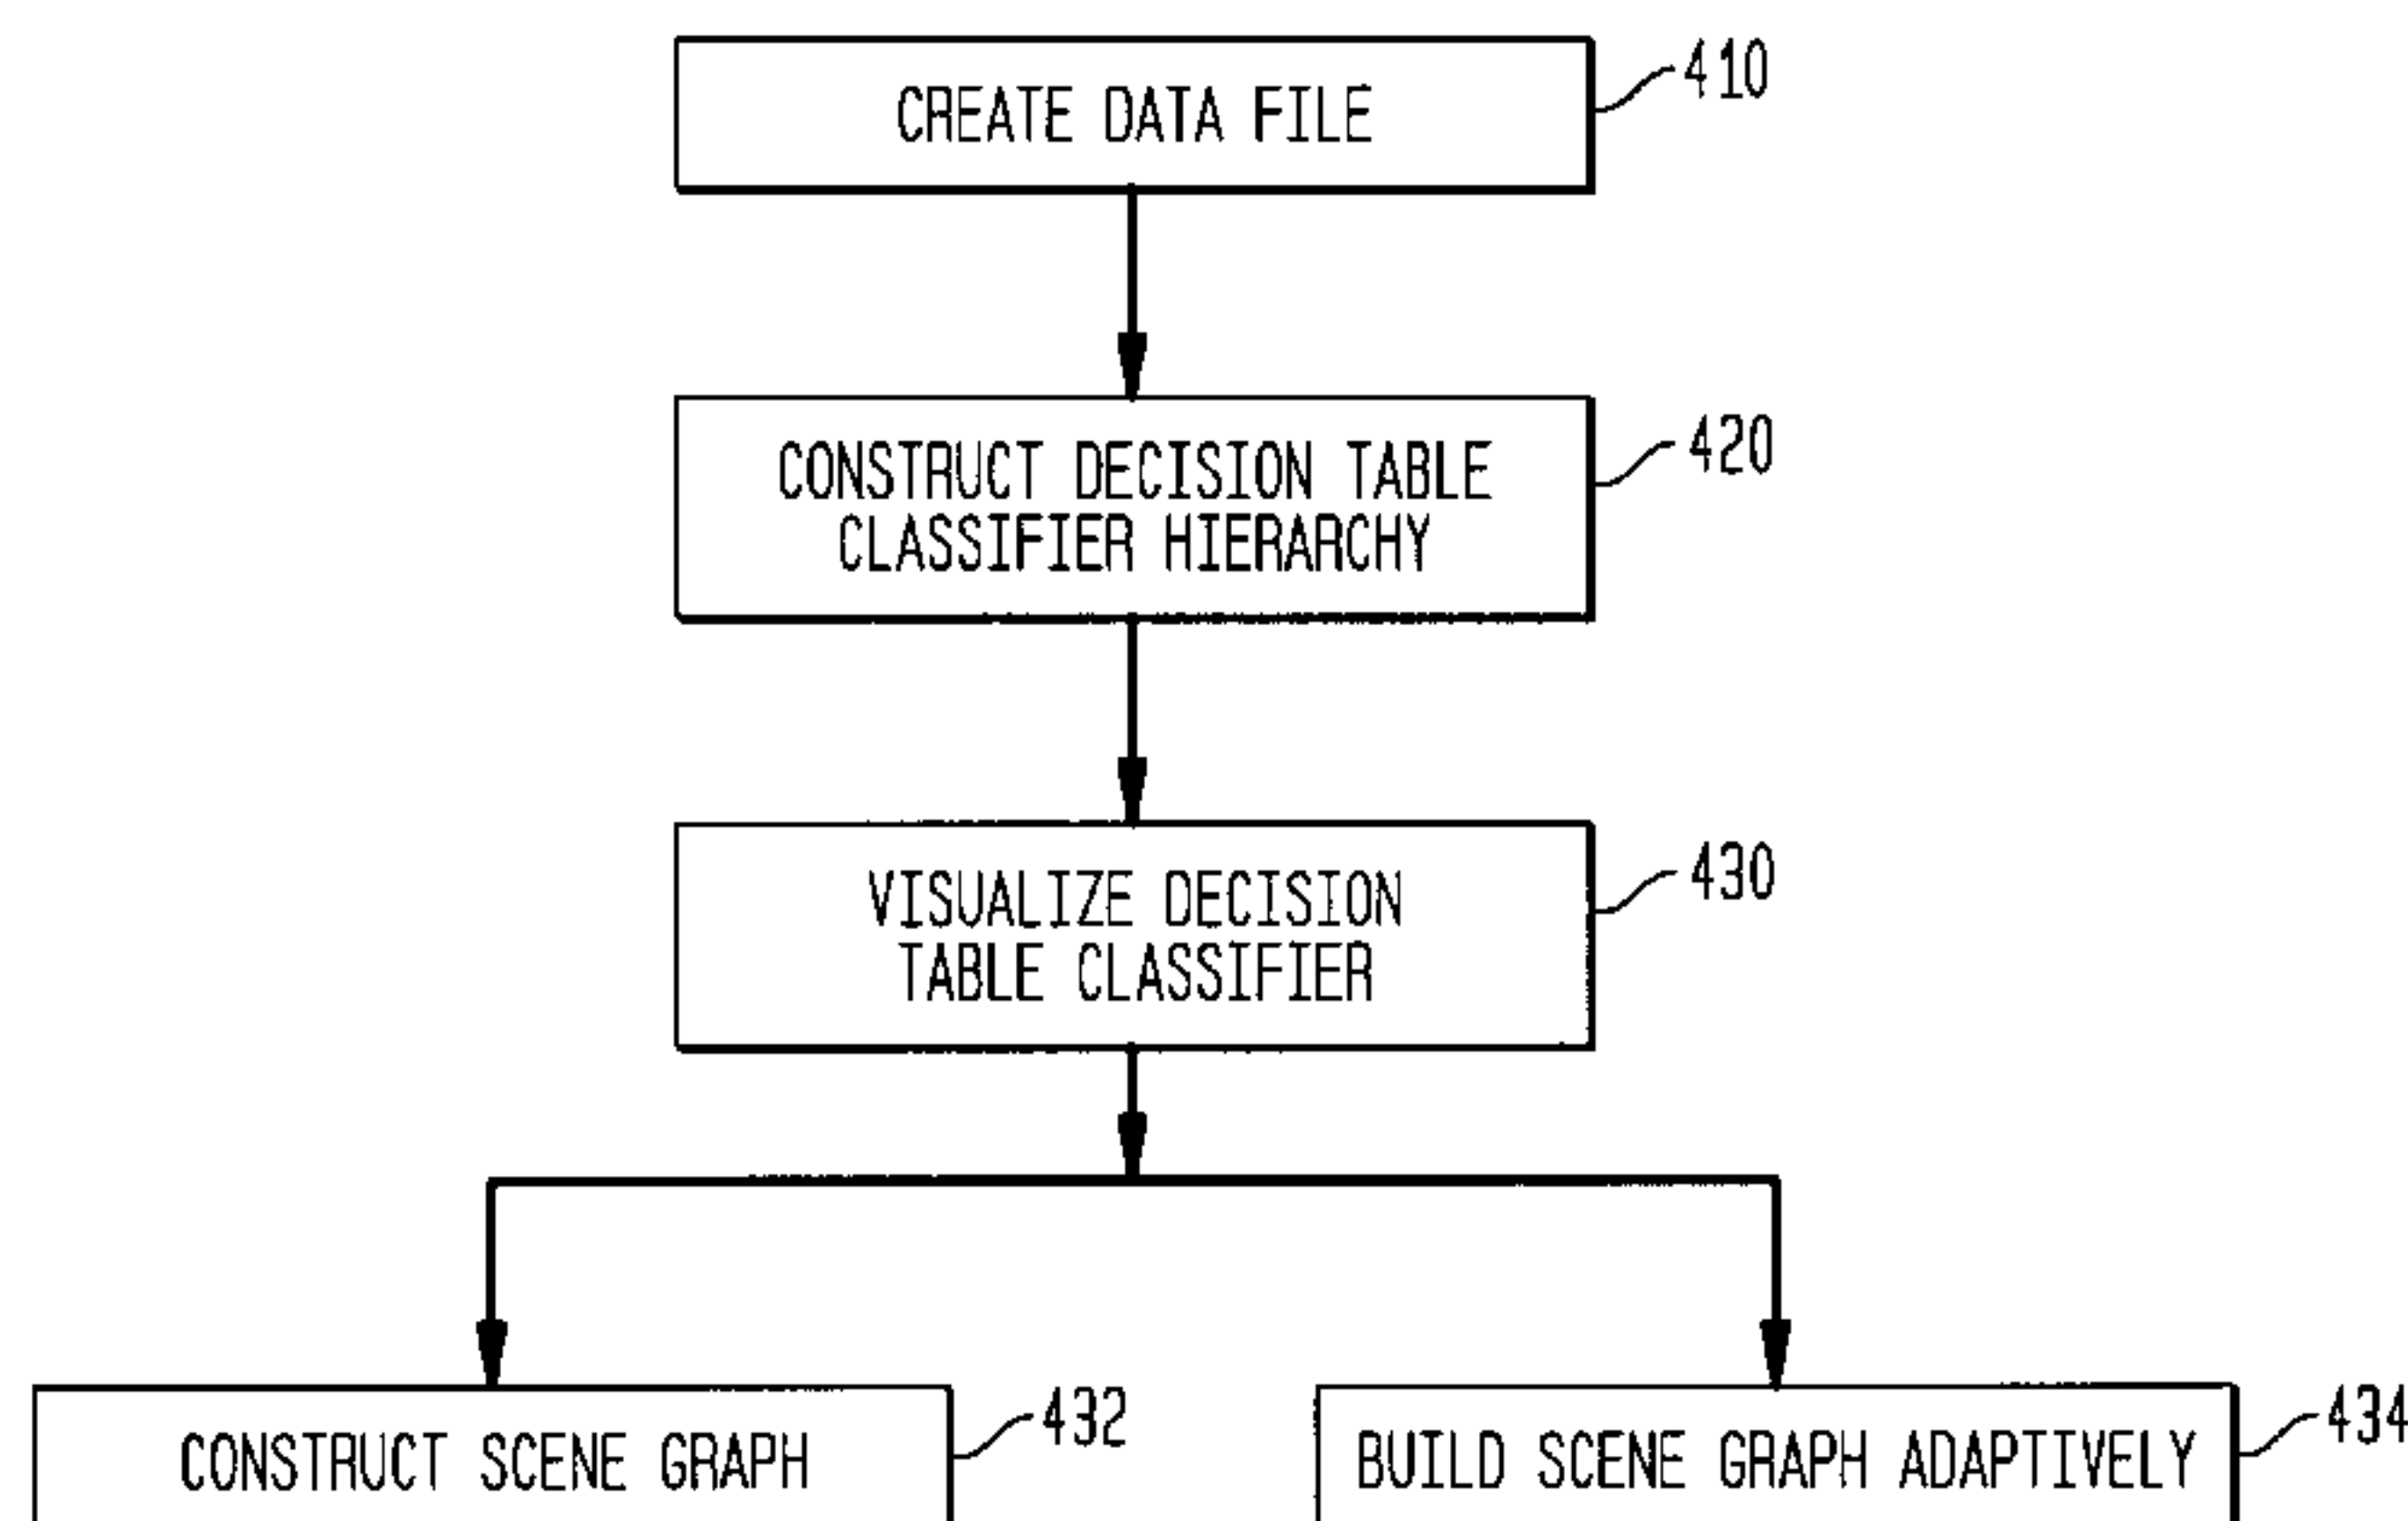 CREATE DATA FILE
410
CONSTRUCT DECISION TABLE
CLASSIFIER HIERARCHY
420
VISUALIZE DECISION
TABLE CLASSIFIER
430
CONSTRUCT SCENE GRAPH
432
BUILD SCENE GRAPH ADAPTIVELY
434